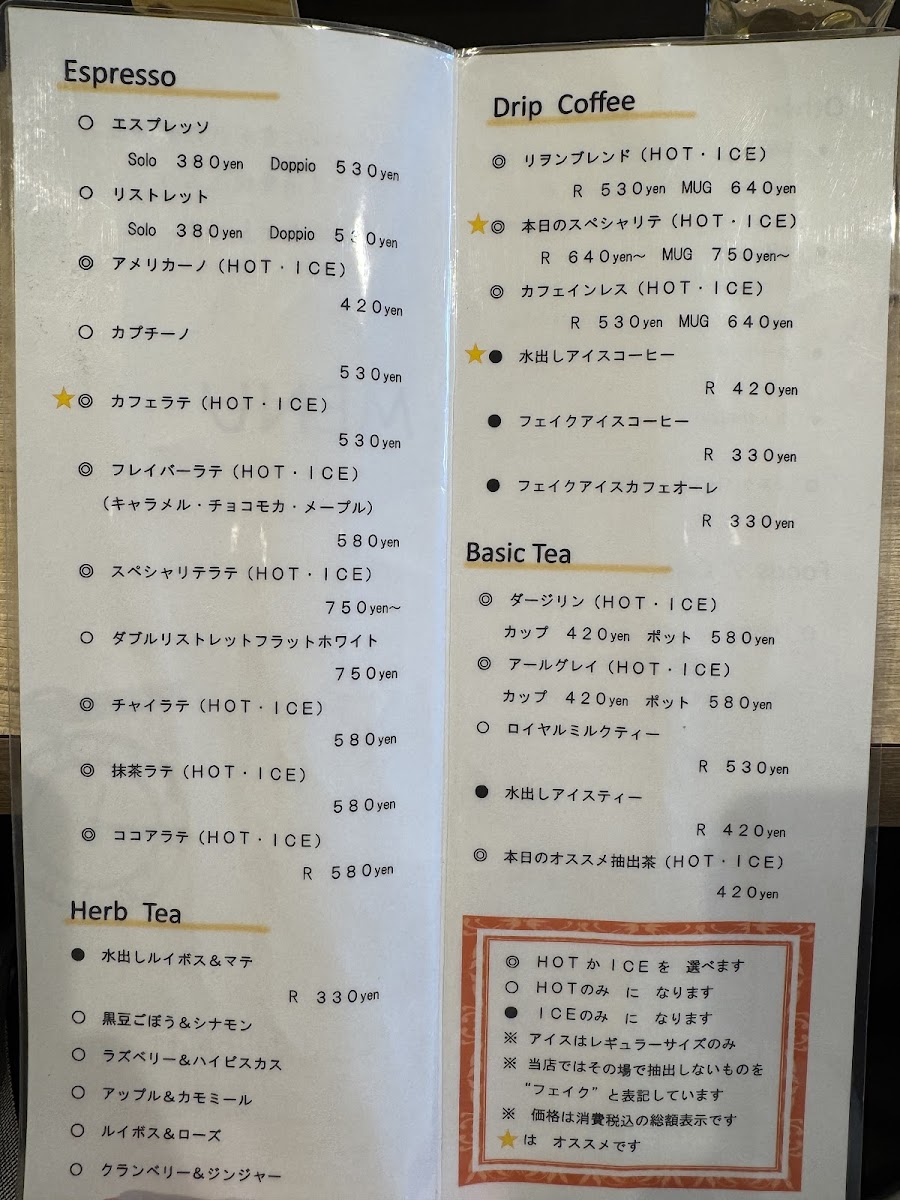 Espresso
○ エスプレッソ
Solo 380yen Doppio 530yen
○ リストレット
Solo 380yen Doppio 530yen
◎ アメリカーノ(HOT・ICE)
420yen
○ カプチーノ
530yen
★◎ カフェラテ(HOT・ICE)
530yen
◎ フレイバーラテ(HOT・ICE)
(キャラメル・チョコモカ・メープル)
580yen
◎ スペシャリテラテ(HOT・ICE)
750yen〜
○ ダブルリストレットフラットホワイト
750yen
◎ チャイラテ(HOT・ICE)
580yen
◎ 抹茶ラテ(HOT・ICE)
580yen
◎ ココアラテ(HOT・ICE)
R 580yen
Herb Tea
● 水出しルイボス&マテ
R 330yen
○ 黒豆ごぼう&シナモン
○ ラズベリー&ハイビスカス
○ アップル&カモミール
○ ルイボス&ローズ
○ クランベリー&ジンジャー
Drip Coffee
◎ リヲンブレンド(HOT・ICE)
R 530yen MUG 640yen
★◎ 本日のスペシャリテ(HOT・ICE)
R 640yen〜 MUG 750yen〜
◎ カフェインレス(HOT・ICE)
R 530yen MUG 640yen
★● 水出しアイスコーヒー
R 420yen
● フェイクアイスコーヒー
R 330yen
● フェイクアイスカフェオーレ
R 330yen
Basic Tea
◎ ダージリン(HOT・ICE)
カップ 420yen ポット 580yen
◎ アールグレイ(HOT・ICE)
カップ 420yen ポット 580yen
○ ロイヤルミルクティー
R 530yen
● 水出しアイスティー
R 420yen
◎ 本日のオススメ抽出茶(HOT・ICE)
420yen
◎ HOTかICEを 選べます
○ HOTのみ に なります
● ICEのみ に なります
※ アイスはレギュラーサイズのみ
※ 当店ではその場で抽出しないものを
"フェイク"と表記しています
※ 価格は消費税込の総額表示です
★は オススメです